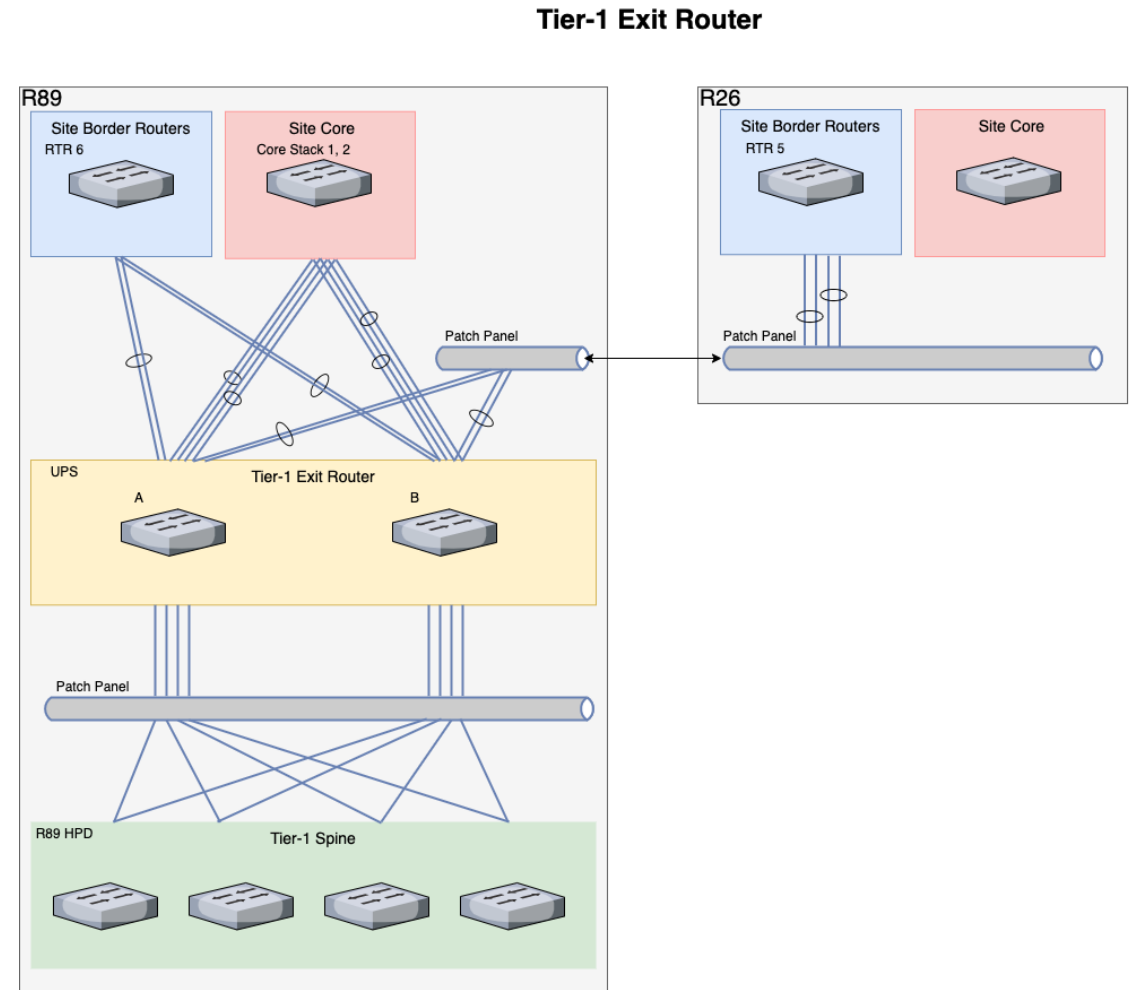 Tier-1 Exit Router
R89
Site Border Routers
RTR 6
Site Core
Core Stack 1, 2
Patch Panel
UPS
Tier-1 Exit Router
A
B
Patch Panel
R89 HPD
Tier-1 Spine
R26
Site Border Routers
RTR 5
Site Core
Patch Panel